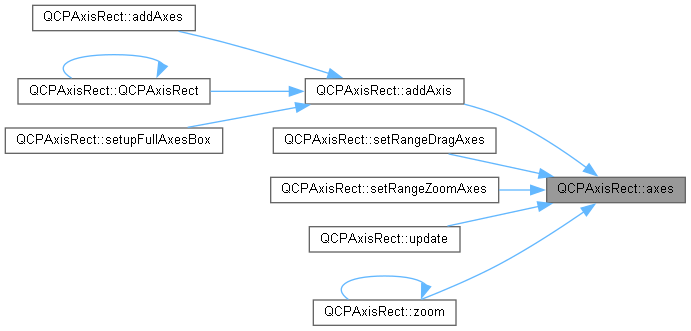 QCPAxisRect::addAxes
QCPAxisRect::QCPAxisRect
QCPAxisRect::addAxis
QCPAxisRect::setupFullAxesBox
QCPAxisRect::setRangeDragAxes
QCPAxisRect::setRangeZoomAxes
QCPAxisRect::axes
QCPAxisRect::update
QCPAxisRect::zoom